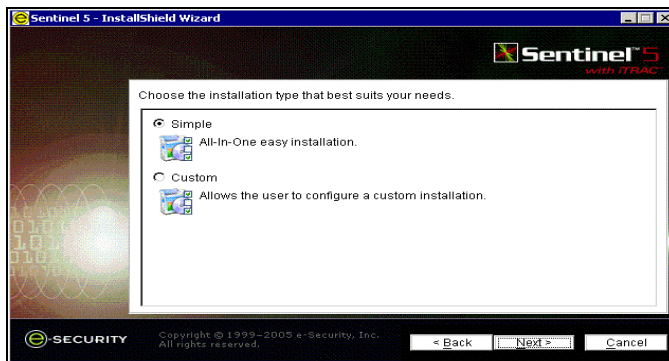 Sentinel 5 - InstallShield Wizard
Sentinel™ 5
with iTRAC™
Choose the installation type that best suits your needs.
Simple
All-In-One easy installation.
Custom
Allows the user to configure a custom installation.
e-SECURITY
Copyright © 1999-2005 e-Security, Inc.
All rights reserved.
< Back
Next >
Cancel